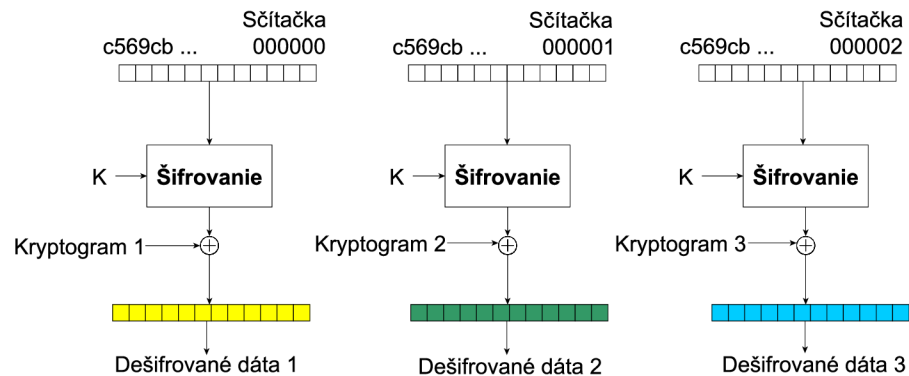 Sčítačka
c569cb ... 000000
K
Šifrovanie
Kryptogram 1
Dešifrované dáta 1
Sčítačka
c569cb ... 000001
K
Šifrovanie
Kryptogram 2
Dešifrované dáta 2
Sčítačka
c569cb ... 000002
K
Šifrovanie
Kryptogram 3
Dešifrované dáta 3